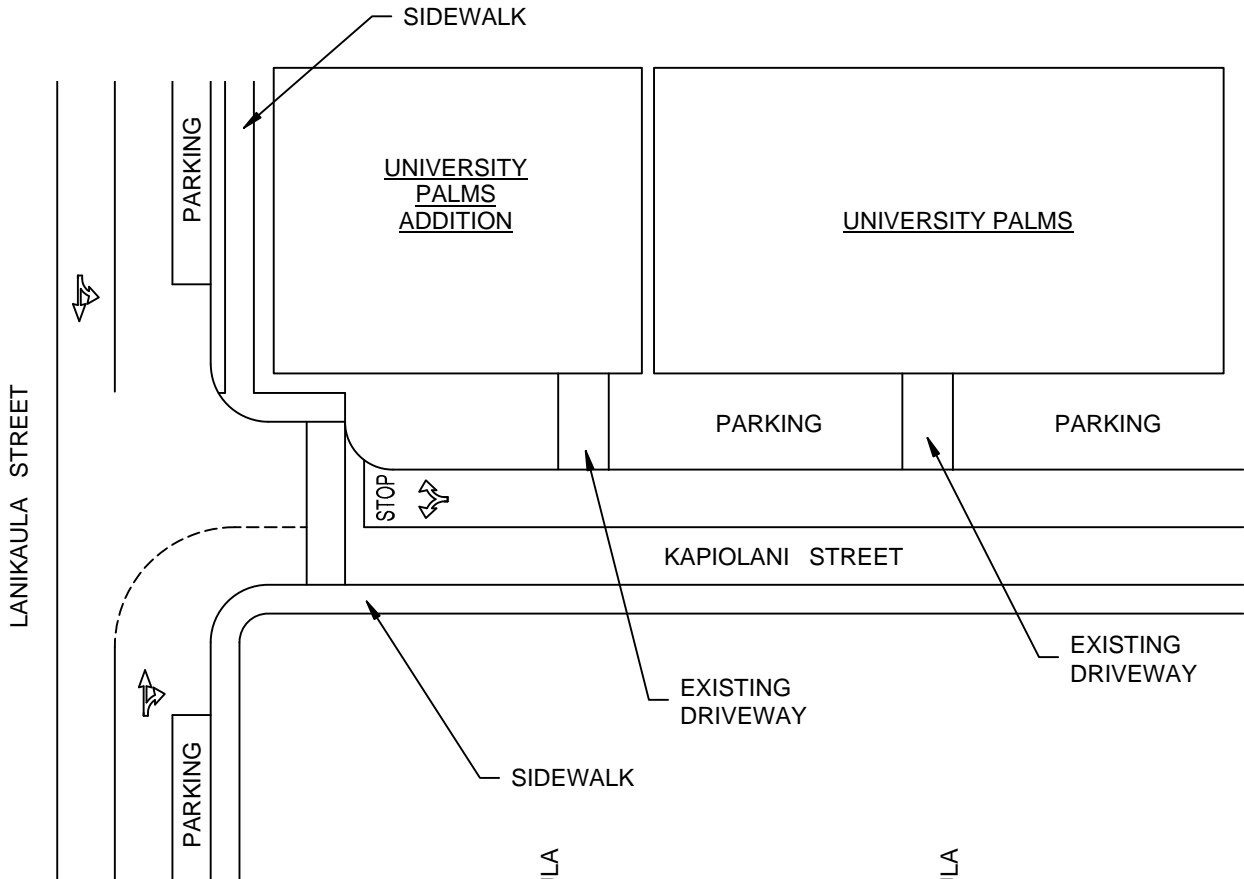 SIDEWALK
PARKING
UNIVERSITY
PALMS
ADDITION
UNIVERSITY PALMS
LANIKAULA STREET
PARKING
PARKING
STOP
KAPIOLANI STREET
EXISTING
DRIVEWAY
EXISTING
DRIVEWAY
SIDEWALK
PARKING